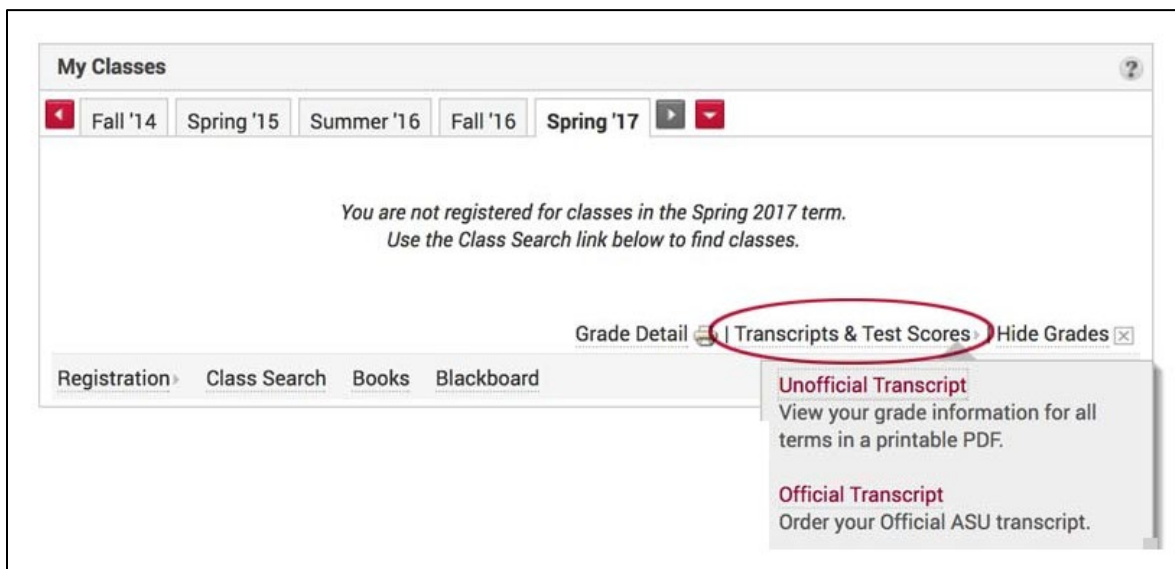 My Classes
Fall '14 Spring '15 Summer '16 Fall '16 Spring '17
You are not registered for classes in the Spring 2017 term.
Use the Class Search link below to find classes.
Grade Detail | Transcripts & Test Scores | Hide Grades
Registration Class Search Books Blackboard
Unofficial Transcript
View your grade information for all
terms in a printable PDF.
Official Transcript
Order your Official ASU transcript.